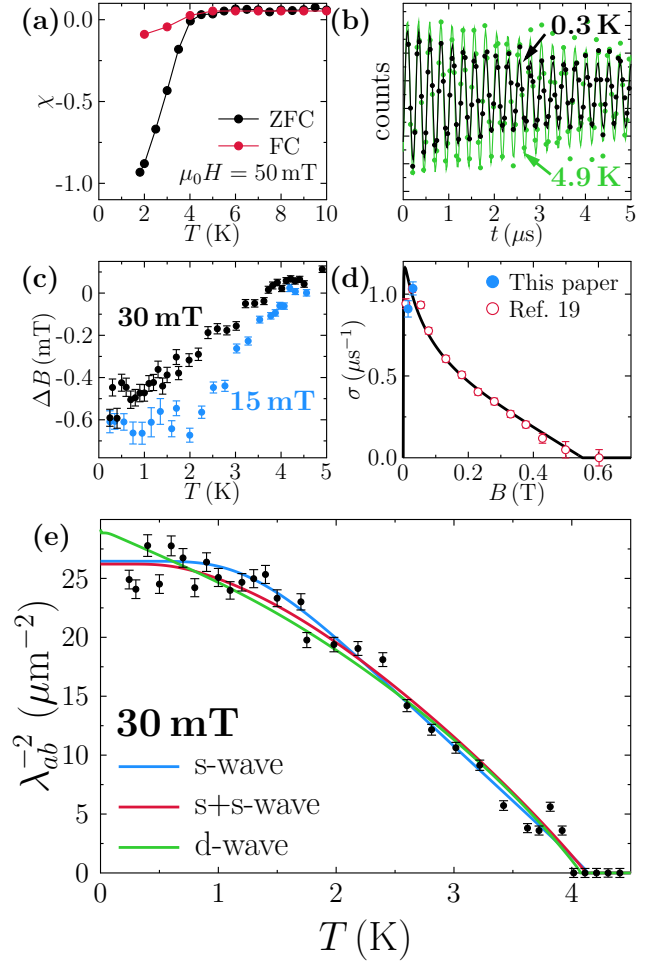 (a)
0.0
-0.5
-1.0
χ
ZFC
FC
μ₀H = 50 mT
0 2 4 6 8 10
T (K)
(b)
0.3 K
4.9 K
counts
0 1 2 3 4 5
t (μs)
(c)
0
-0.2
-0.4
-0.6
ΔB (mT)
30 mT
15 mT
0 1 2 3 4 5
T (K)
(d)
This paper
Ref. 19
1.0
0.5
0.0
σ (μs⁻¹)
0 0.2 0.4 0.6
B (T)
(e)
25
20
15
10
5
0
λ_{ab}^{-2} (μm⁻²)
30 mT
s-wave
s+s-wave
d-wave
0 1 2 3 4
T (K)